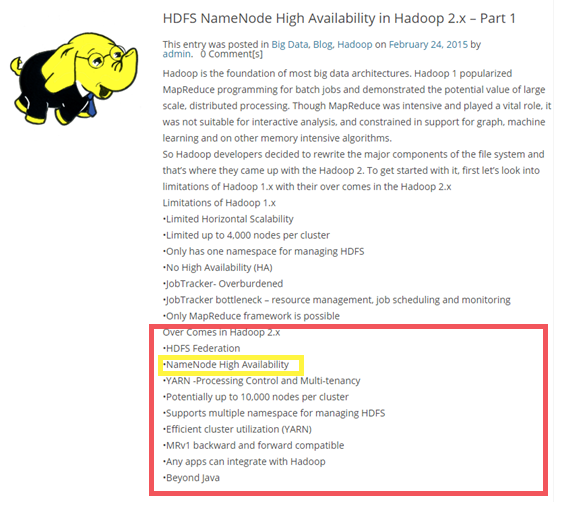 HDFS NameNode High Availability in Hadoop 2.x – Part 1
This entry was posted in Big Data, Blog, Hadoop on February 24, 2015 by
admin.   0 Comment[s]
Hadoop is the foundation of most big data architectures. Hadoop 1 popularized
MapReduce programming for batch jobs and demonstrated the potential value of large
scale, distributed processing. Though MapReduce was intensive and played a vital role, it
was not suitable for interactive analysis, and constrained in support for graph, machine
learning and on other memory intensive algorithms.
So Hadoop developers decided to rewrite the major components of the file system and
that's where they came up with the Hadoop 2. To get started with it, first let's look into
limitations of Hadoop 1.x with their over comes in the Hadoop 2.x
Limitations of Hadoop 1.x
•Limited Horizontal Scalability
•Limited up to 4,000 nodes per cluster
•Only has one namespace for managing HDFS
•No High Availability (HA)
•JobTracker- Overburdened
•JobTracker bottleneck – resource management, job scheduling and monitoring
•Only MapReduce framework is possible
Over Comes in Hadoop 2.x
•HDFS Federation
•NameNode High Availability
•YARN -Processing Control and Multi-tenancy
•Potentially up to 10,000 nodes per cluster
•Supports multiple namespace for managing HDFS
•Efficient cluster utilization (YARN)
•MRv1 backward and forward compatible
•Any apps can integrate with Hadoop
•Beyond Java